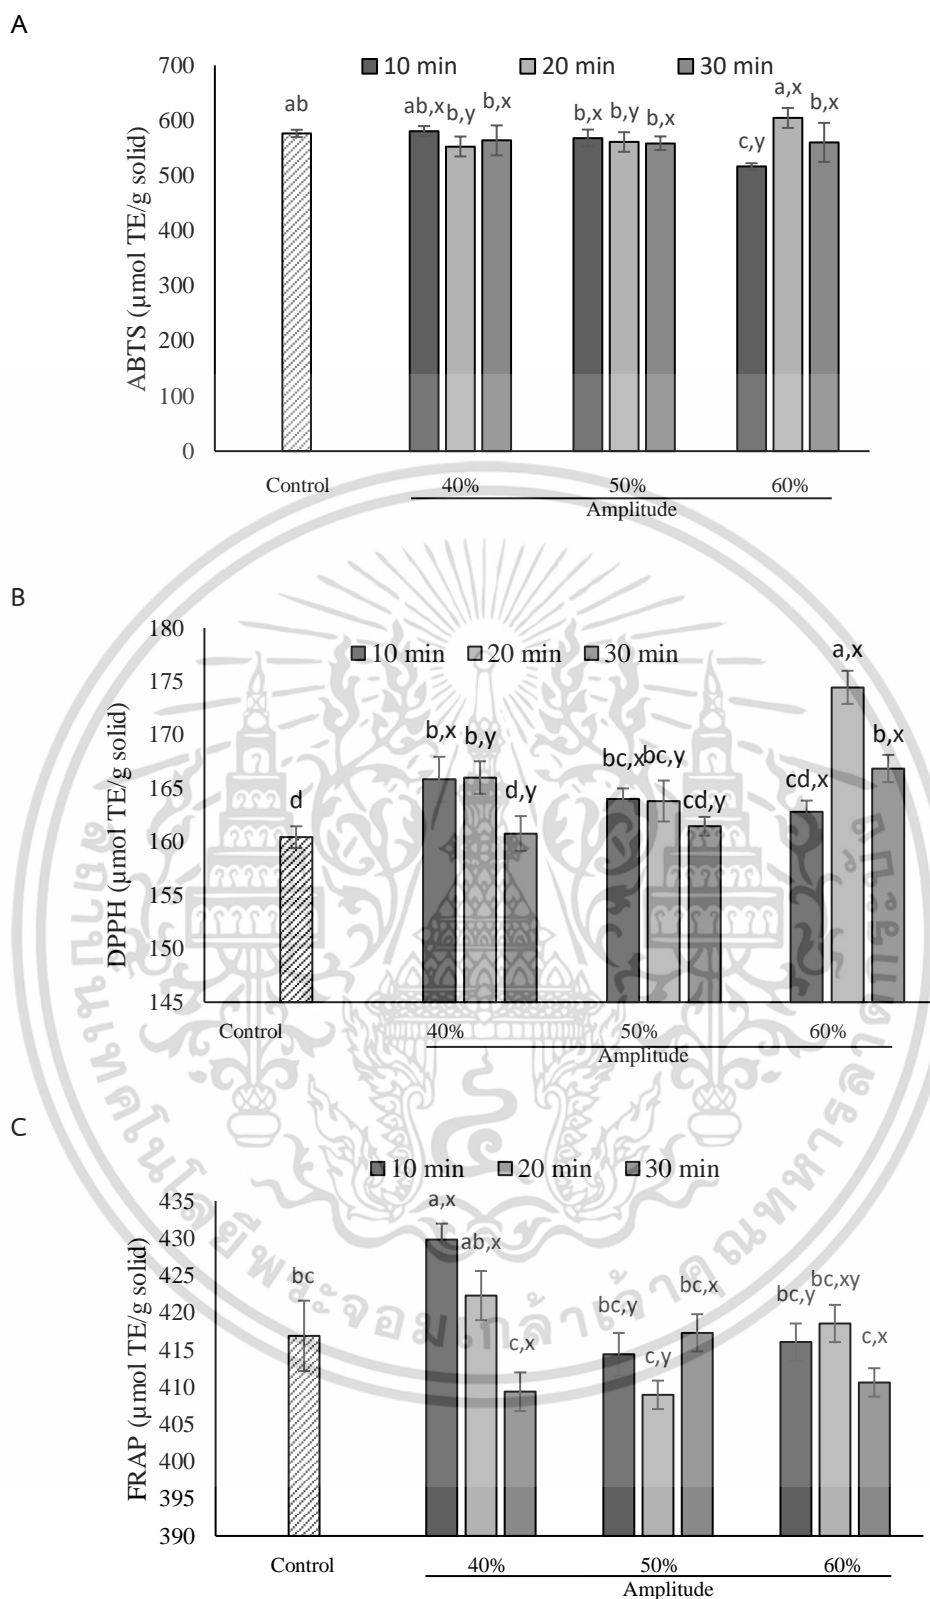 A
700
600
500
400
300
200
100
0
ABTS (µmol TE/g solid)
10 min 20 min 30 min
ab
ab,x b,y b,x
b,x b,y b,x
c,y a,x b,x
Control 40% 50% 60%
Amplitude
B
180
175
170
165
160
155
150
145
DPPH (µmol TE/g solid)
10 min 20 min 30 min
d
b,x b,y d,y
bc,x bc,y cd,y
cd,x a,x b,x
Control 40% 50% 60%
Amplitude
C
435
430
425
420
415
410
405
400
395
390
FRAP (µmol TE/g solid)
10 min 20 min 30 min
bc
a,x ab,x c,x
bc,y c,y bc,x
bc,y bc,xy c,x
Control 40% 50% 60%
Amplitude